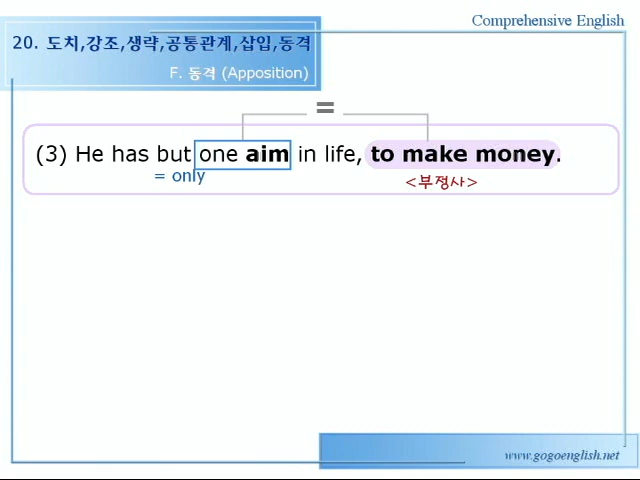 Comprehensive English
20. 도치,강조,생략,공통관계,삽입,동격
F. 동격 (Apposition)
=
(3) He has but one aim in life, to make money.
= only
<부정사>
www.gogoenglish.net